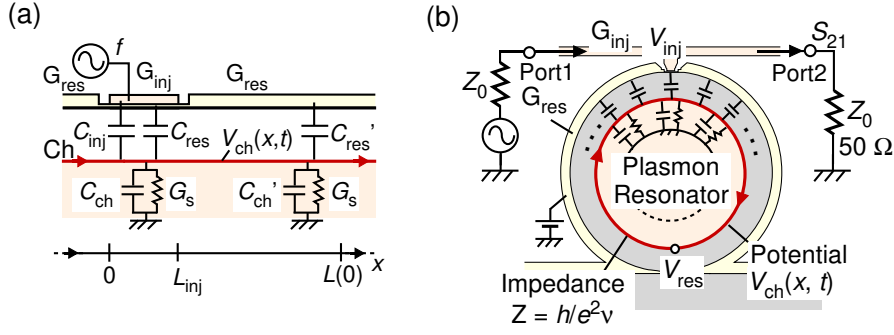 (a)
f
G_res G_inj G_res
C_inj C_res V_ch(x,t) C_res'
Ch
C_ch G_s C_ch' G_s
0 L_inj L(0) x
(b)
G_inj V_inj S_21
Port1 Port2
Z_0 G_res Z_0
50 Ω
Plasmon
Resonator
V_res
Impedance
Z = h/e²ν
Potential
V_ch(x, t)